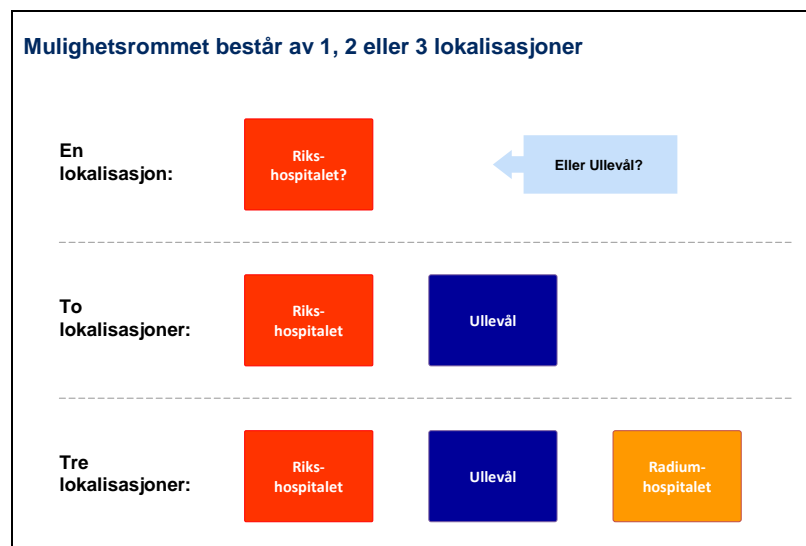 Mulighetsrommet består av 1, 2 eller 3 lokalisasjoner
En
lokalisasjon:
Riks-
hospitalet?
Eller Ullevål?
To
lokalisasjoner:
Riks-
hospitalet
Ullevål
Tre
lokalisasjoner:
Riks-
hospitalet
Ullevål
Radium-
hospitalet